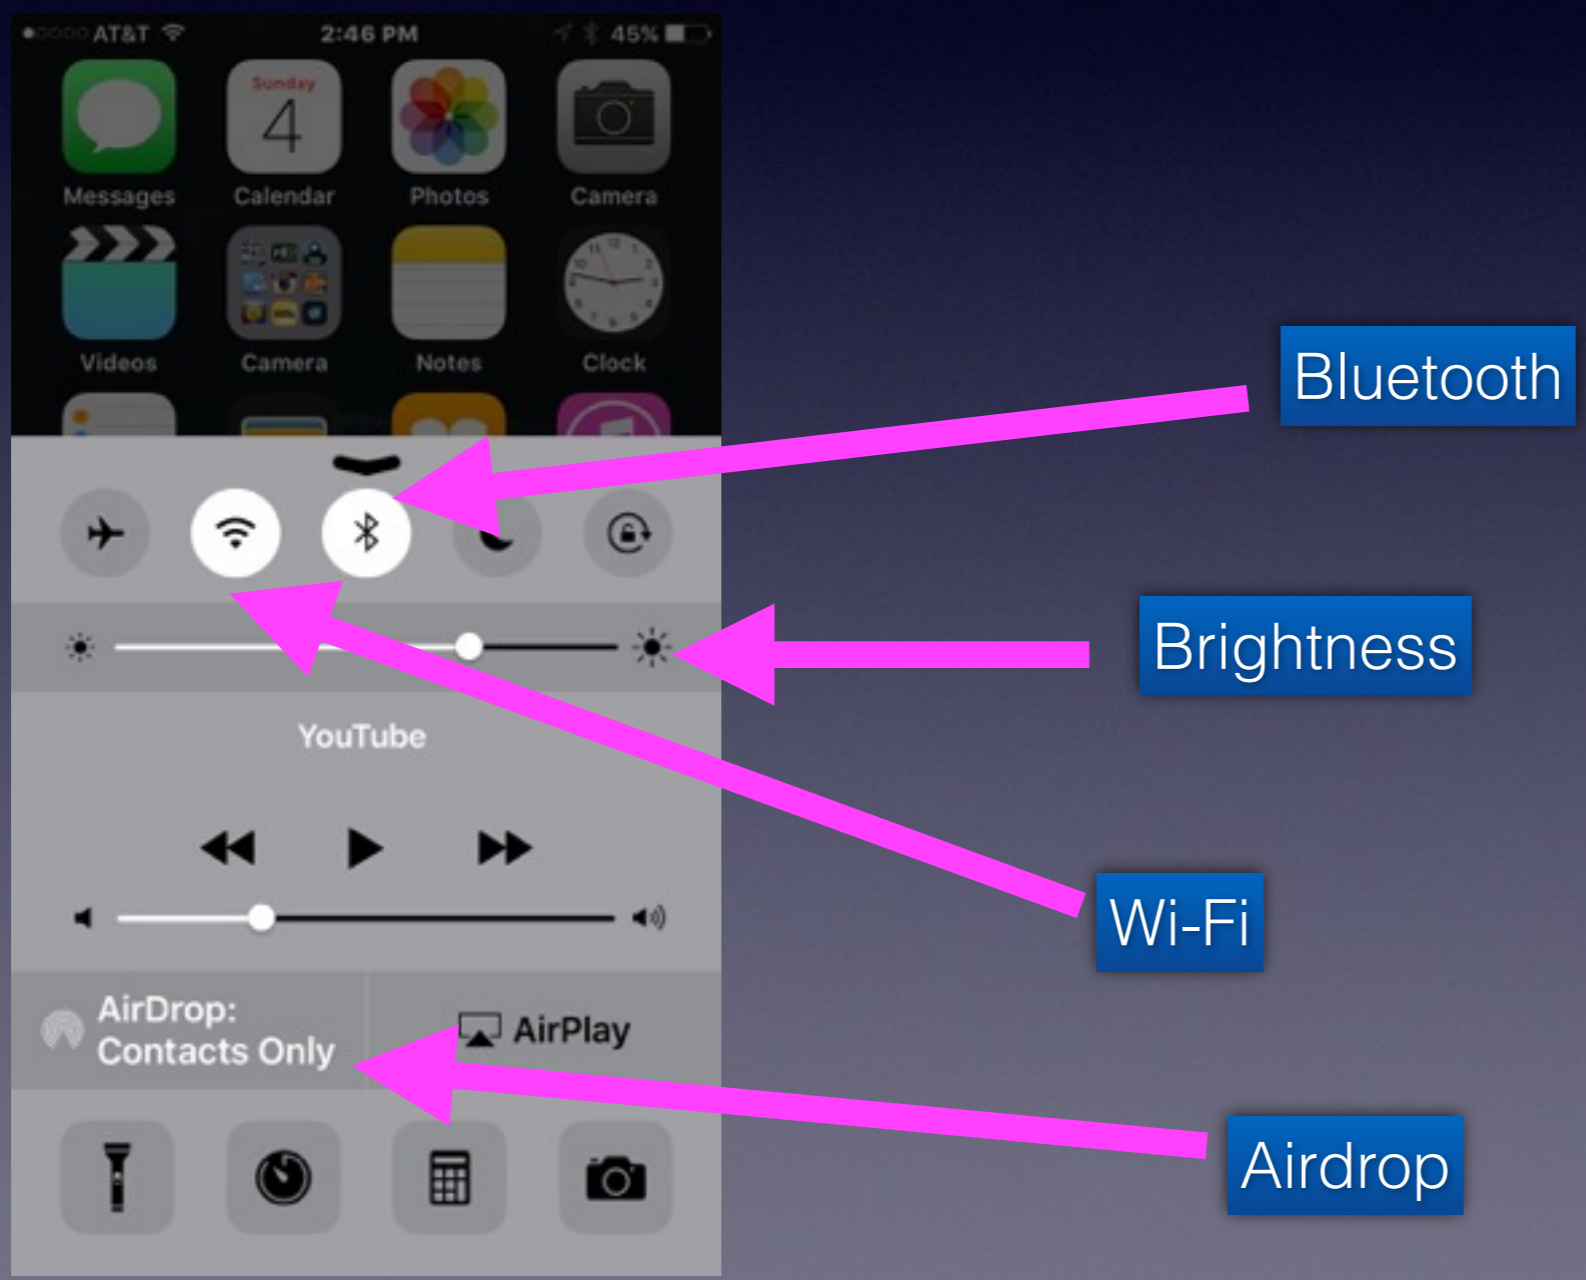 AT&T 2:46 PM 45%
Sunday
4
Messages Calendar Photos Camera
Videos Camera Notes Clock
Bluetooth
Brightness
YouTube
Wi-Fi
AirDrop:
Contacts Only
AirPlay
Airdrop